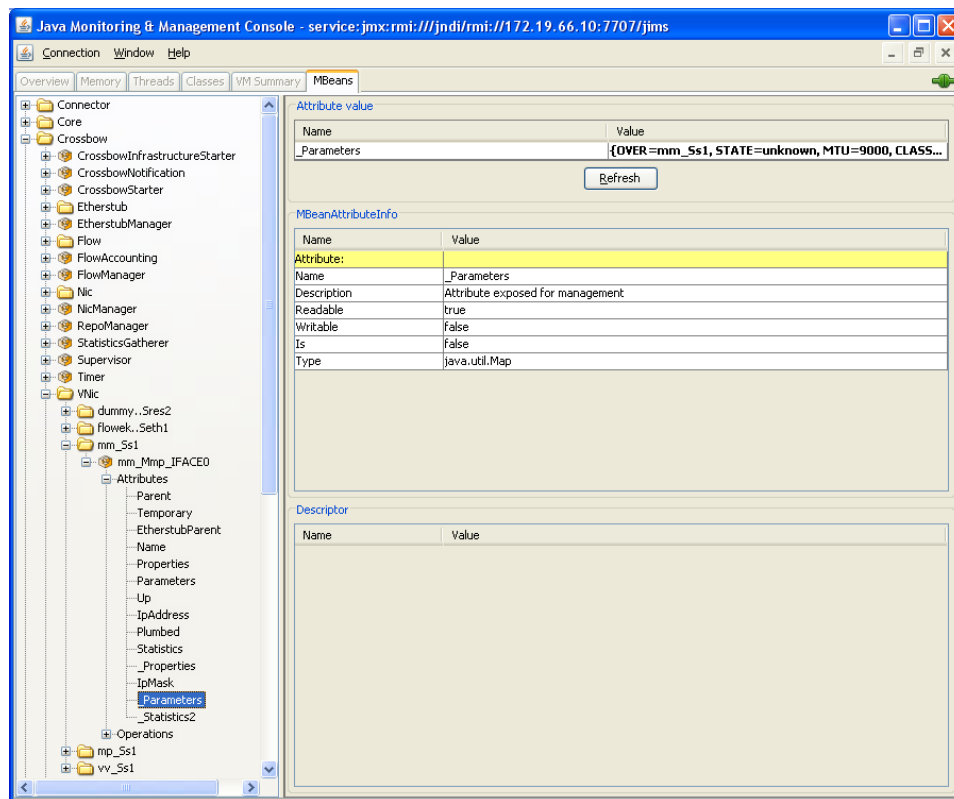 Java Monitoring & Management Console - service:jmx:rmi:///jndi/rmi://172.19.66.10:7707/jims
Connection Window Help
Overview Memory Threads Classes VM Summary MBeans
Connector
Core
Crossbow
CrossbowInfrastructureStarter
CrossbowNotification
CrossbowStarter
Etherstub
EtherstubManager
Flow
FlowAccounting
FlowManager
Nic
NicManager
RepoManager
StatisticsGatherer
Supervisor
Timer
VNic
dummy..Sres2
flowek..Seth1
mm_Ss1
mm_Mmp_IFACE0
Attributes
Parent
Temporary
EtherstubParent
Name
Properties
Parameters
Up
IpAddress
Plumbed
Statistics
_Properties
IpMask
_Parameters
_Statistics2
Operations
mp_Ss1
vv_Ss1
Attribute value
Name Value
_Parameters {OVER=mm_Ss1, STATE=unknown, MTU=9000, CLASS...
Refresh
MBeanAttributeInfo
Name Value
Attribute:
Name _Parameters
Description Attribute exposed for management
Readable true
Writable false
Is false
Type java.util.Map
Descriptor
Name Value